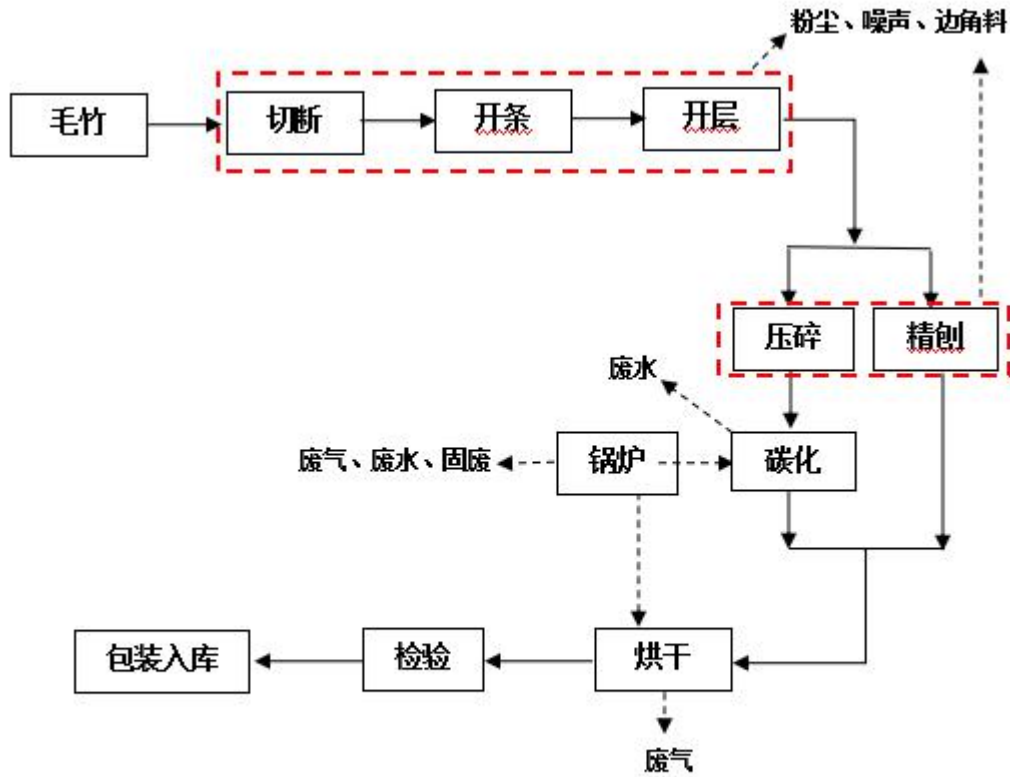 粉尘、噪声、边角料
毛竹
切断
开条
开层
压碎
精刨
废水
废气、废水、固废
锅炉
碳化
包装入库
检验
烘干
废气